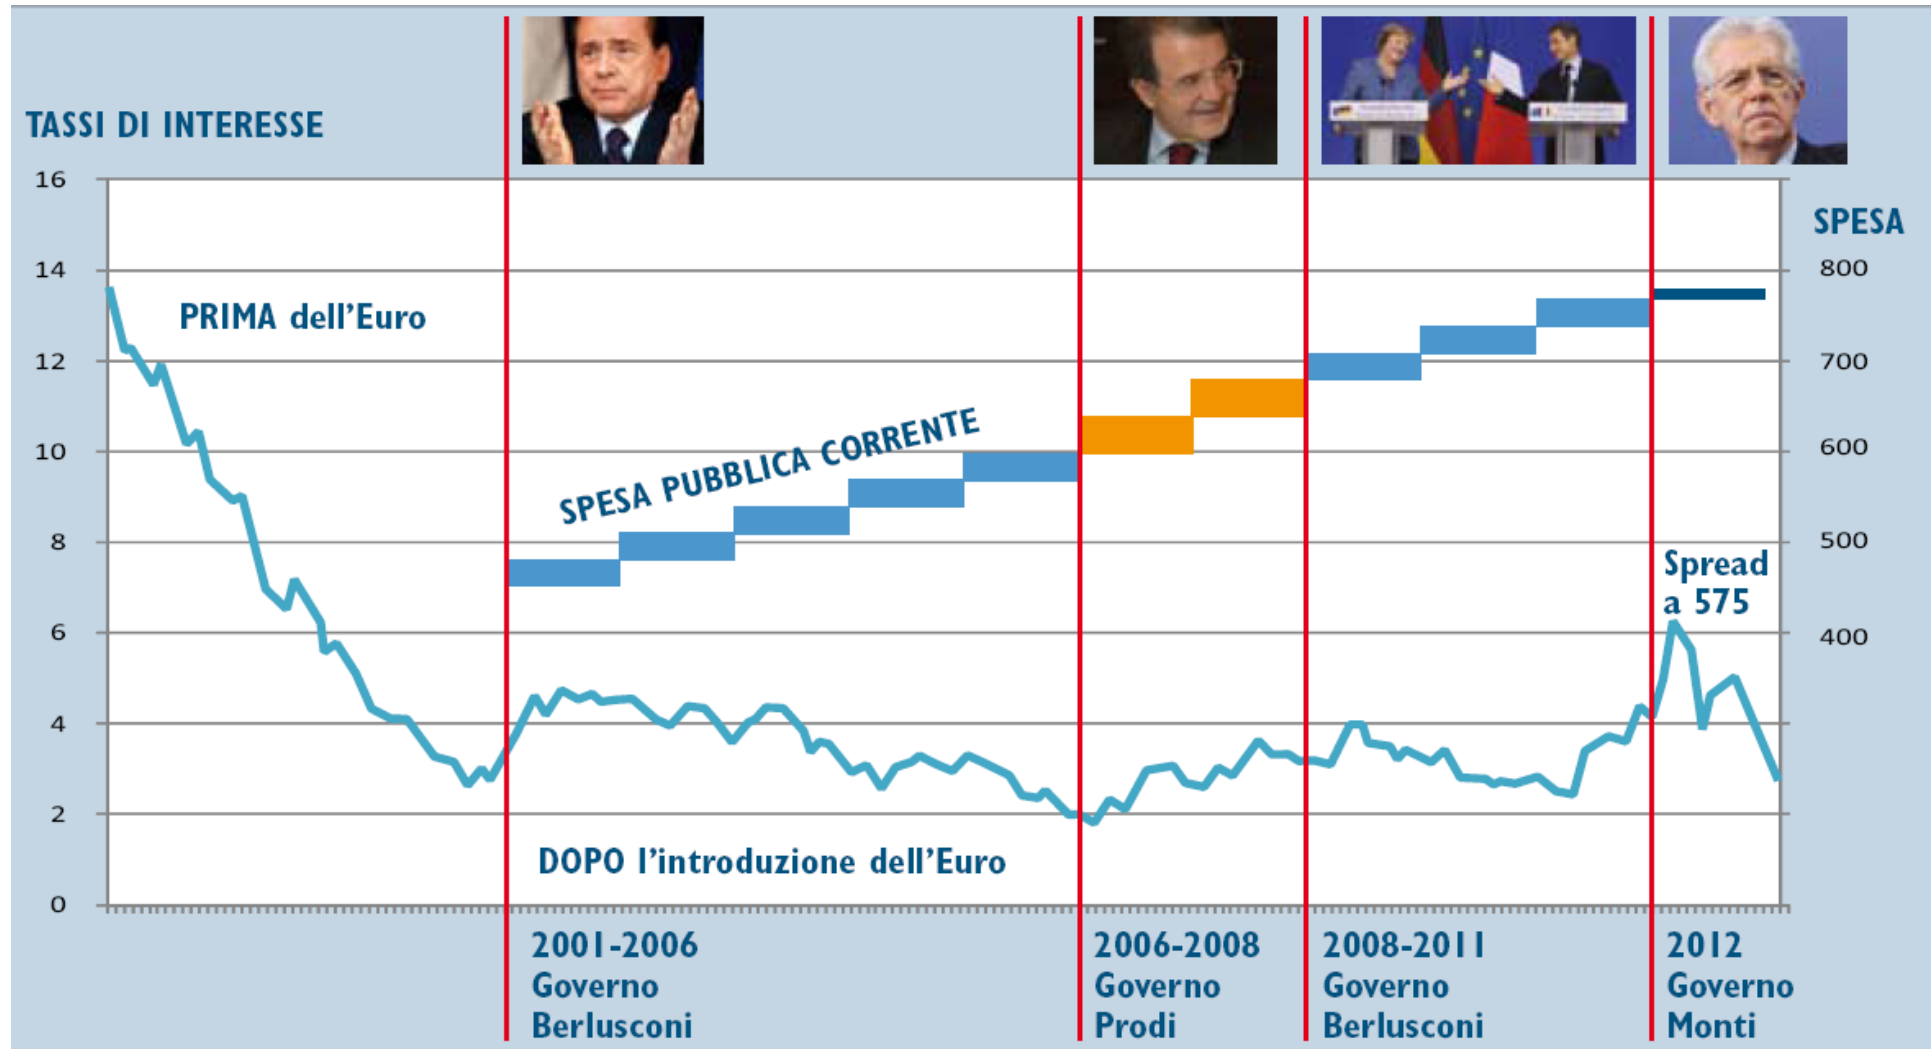 TASSI DI INTERESSE
16
14
12
10
8
6
4
2
0
SPESA
800
700
600
500
400
PRIMA dell'Euro
SPESA PUBBLICA CORRENTE
Spread
a 575
DOPO l'introduzione dell'Euro
2001-2006
Governo
Berlusconi
2006-2008
Governo
Prodi
2008-2011
Governo
Berlusconi
2012
Governo
Monti